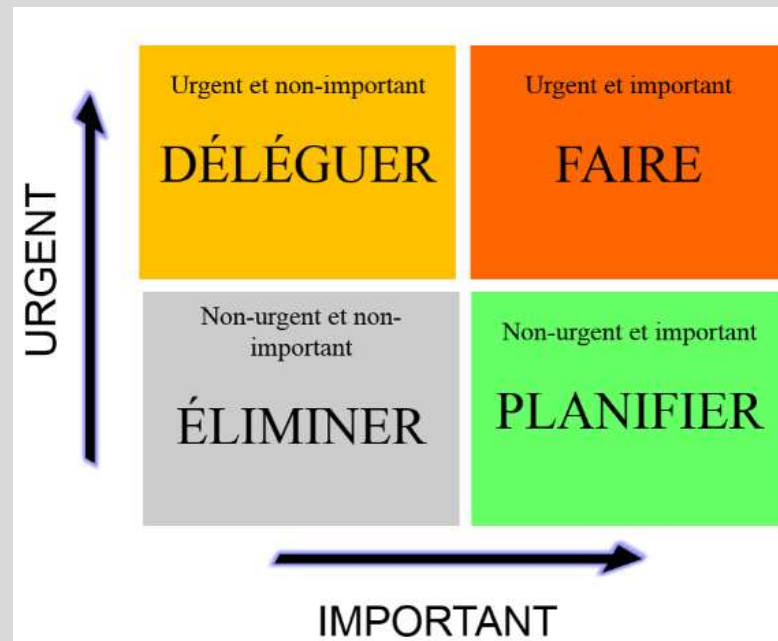 Urgent et non-important
DÉLÉGUER
Urgent et important
FAIRE
URGENT
Non-urgent et non-
important
ÉLIMINER
Non-urgent et important
PLANIFIER
IMPORTANT